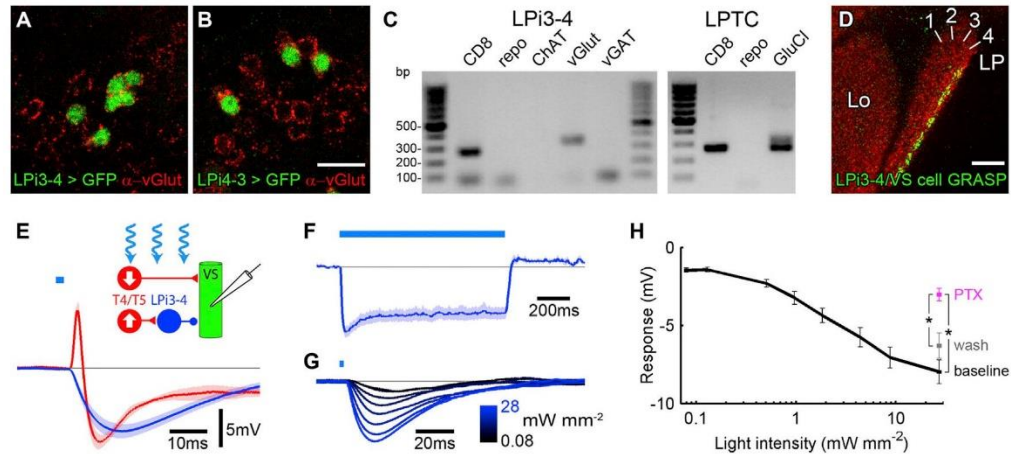 A
LPi3-4 > GFP α-vGlut
B
LPi4-3 > GFP α-vGlut
C
LPi3-4
CD8 repo ChAT vGlut vGAT
bp
500
300
200
100
LPTC
CD8 repo GluCl
D
1 2 3 4
LP
Lo
LPi3-4/VS cell GRASP
E
VS
T4/T5 LPi3-4
10ms
5mV
F
200ms
G
28
mW mm-2
0.08
20ms
H
Response (mV)
0
-5
-10
PTX
*
*
wash
baseline
0.1 1 10
Light intensity (mW mm-2)